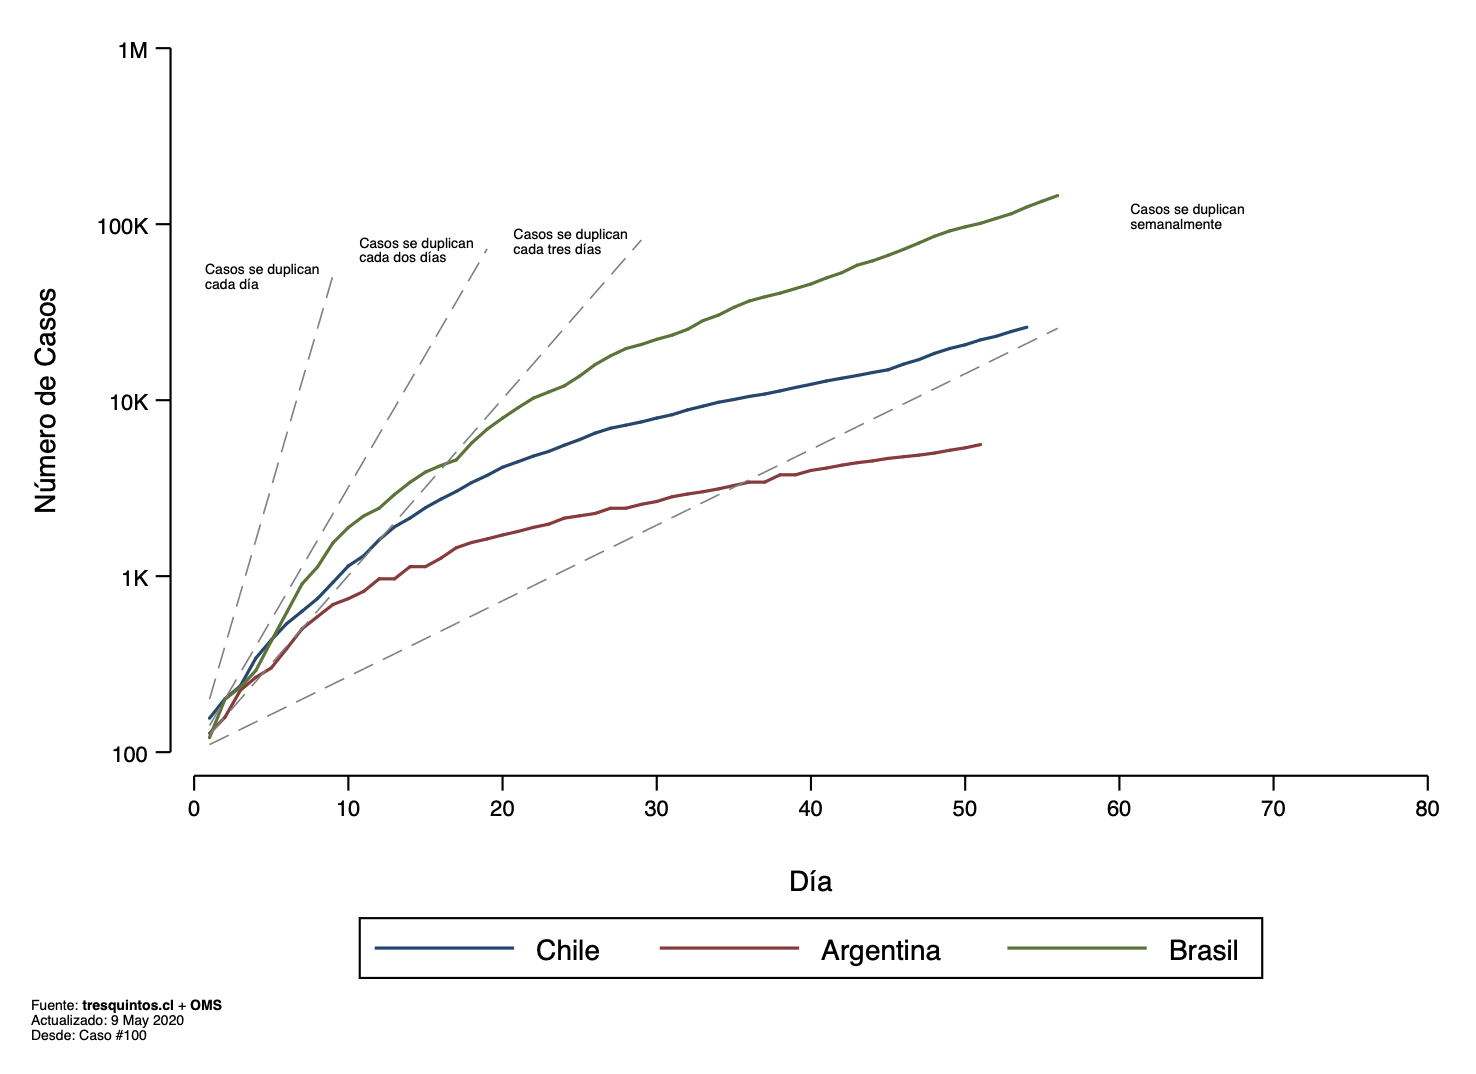 1M
100K
10K
1K
100
Número de Casos
Casos se duplican
cada día
Casos se duplican
cada dos días
Casos se duplican
cada tres días
Casos se duplican
semanalmente
0 10 20 30 40 50 60 70 80
Día
Chile Argentina Brasil
Fuente: tresquintos.cl + OMS
Actualizado: 9 May 2020
Desde: Caso #100